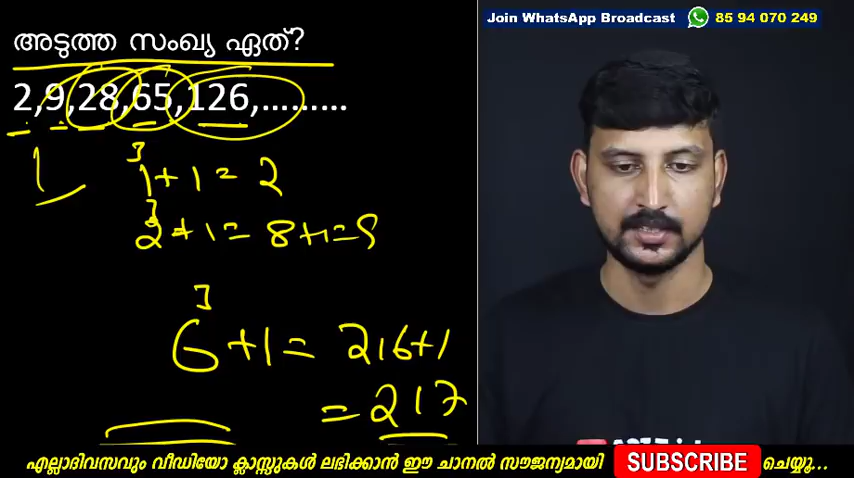 Join WhatsApp Broadcast 85 94 070 249
അടുത്ത സംഖ്യ ഏത്?
2,9,28,65,126,.........
1³+1=2
2³+1=8+1=9
6³+1=216+1
=217
എല്ലാദിവസവും വീഡിയോ ക്ലാസ്സുകൾ ലഭിക്കാൻ ഈ ചാനൽ സൗജന്യമായി SUBSCRIBE ചെയ്യൂ...